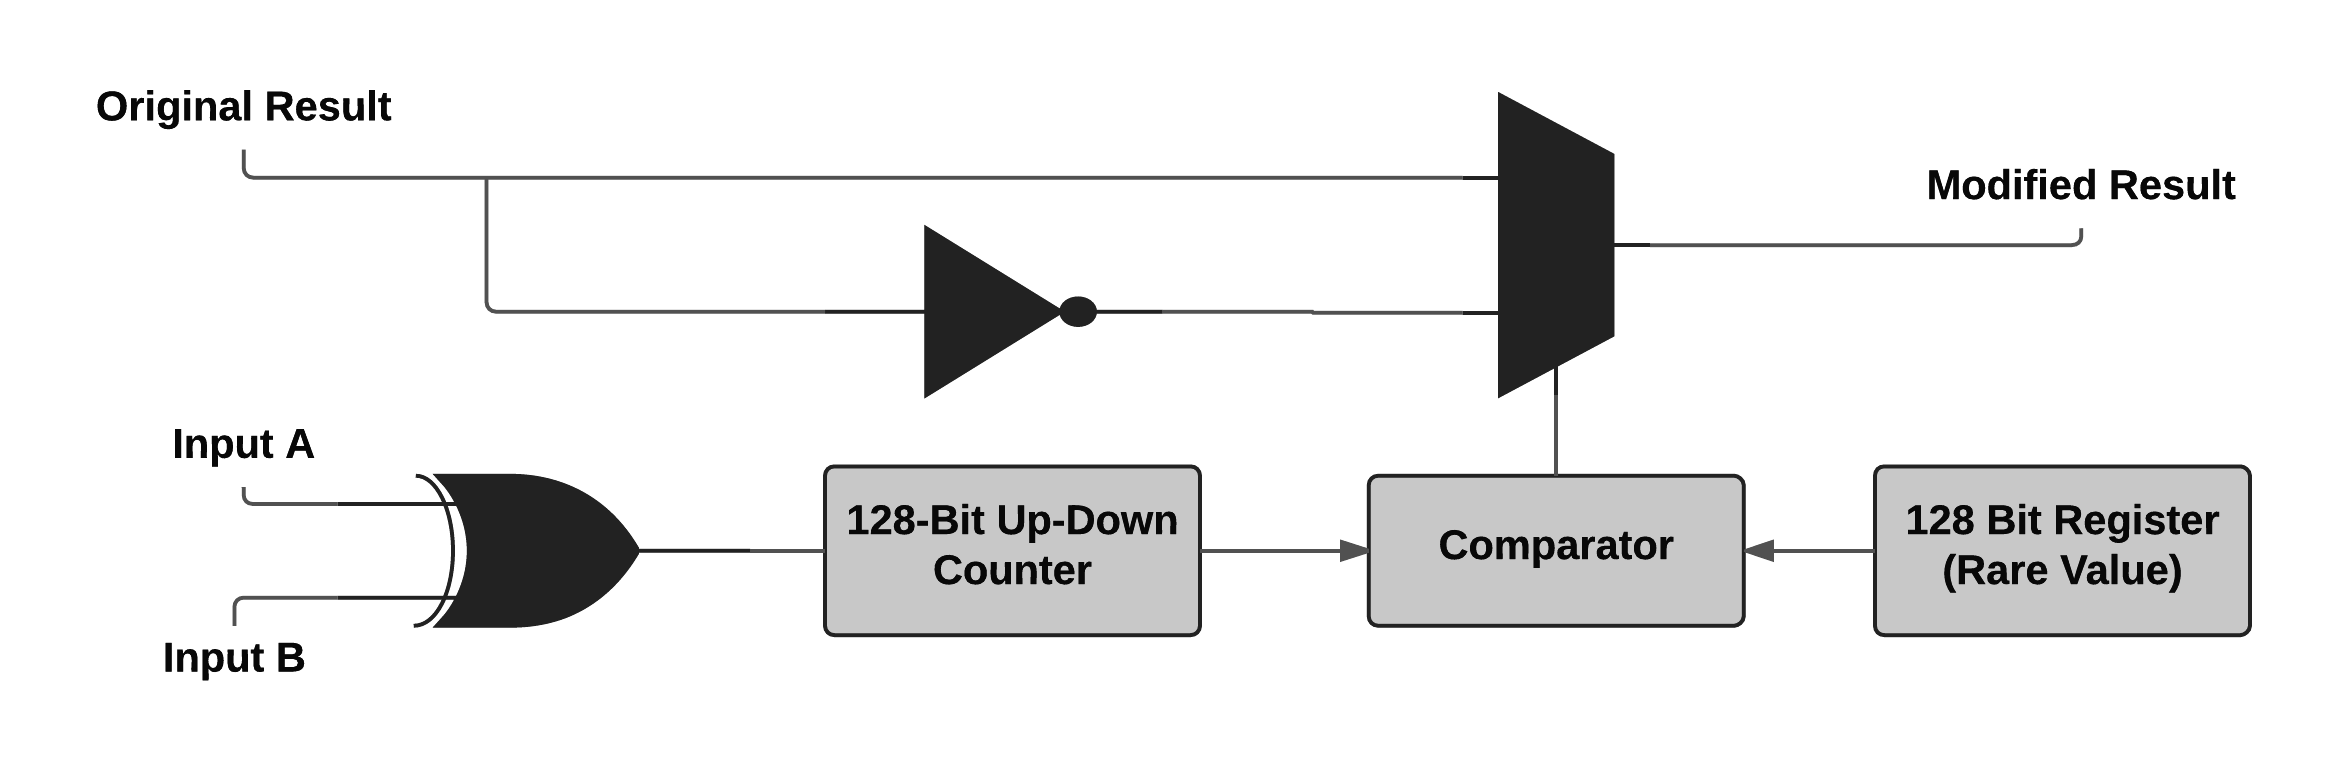 Original Result
Modified Result
Input A
Input B
128-Bit Up-Down
Counter
Comparator
128 Bit Register
(Rare Value)